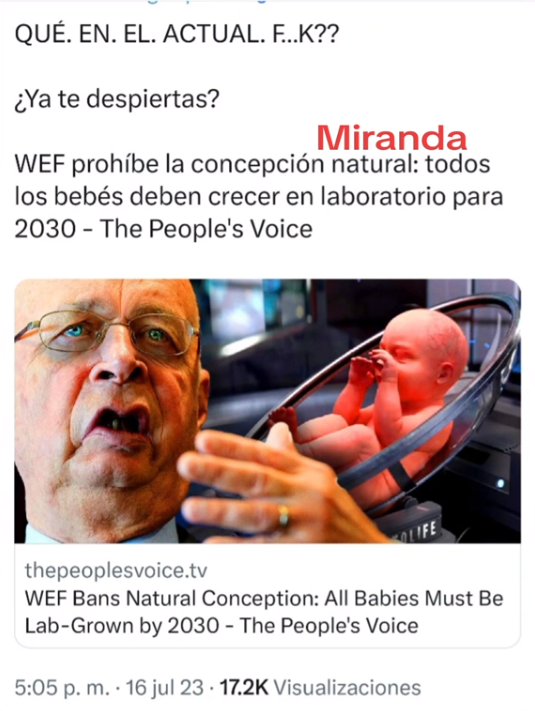 QUÉ. EN. EL. ACTUAL. F...K??
¿Ya te despiertas?
Miranda
WEF prohíbe la concepción natural: todos
los bebés deben crecer en laboratorio para
2030 - The People's Voice
thepeoplesvoice.tv
WEF Bans Natural Conception: All Babies Must Be
Lab-Grown by 2030 - The People's Voice
5:05 p. m. · 16 jul 23 · 17.2K Visualizaciones